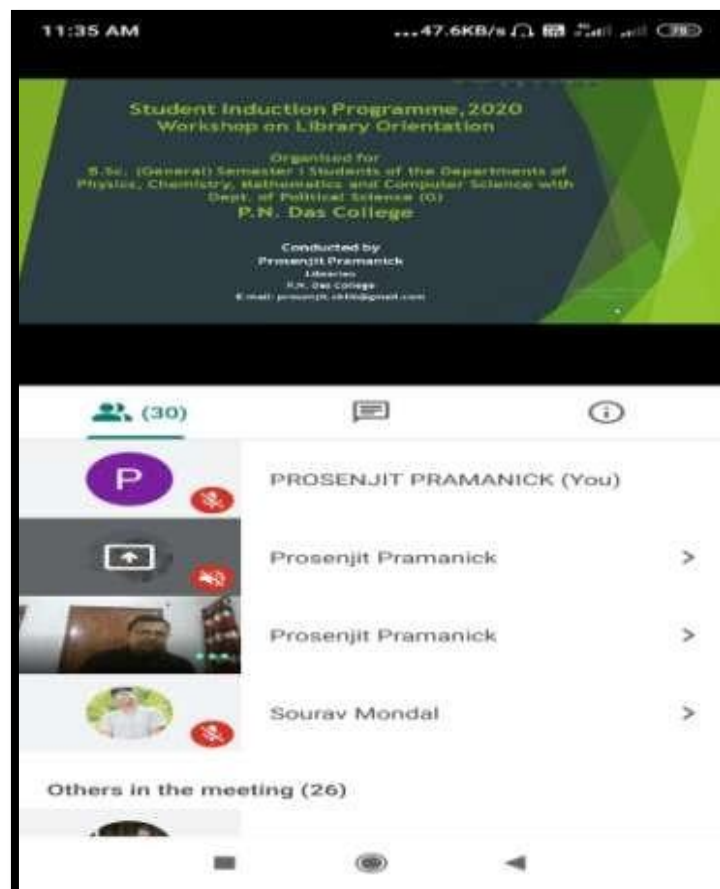 11:35 AM
...47.6KB/s
78
Student Induction Programme,2020
Workshop on Library Orientation
Organised for
B.Sc. (General) Semester I Students of the Departments of
Physics, Chemistry, Mathematics and Computer Science with
Dept. of Political Science (G)
P.N. Das College
Conducted by
Prosenjit Pramanick
Librarian
P.N. Das College
E-mail:
(30)
P
PROSENJIT PRAMANICK (You)
Prosenjit Pramanick
Prosenjit Pramanick
Sourav Mondal
Others in the meeting (26)